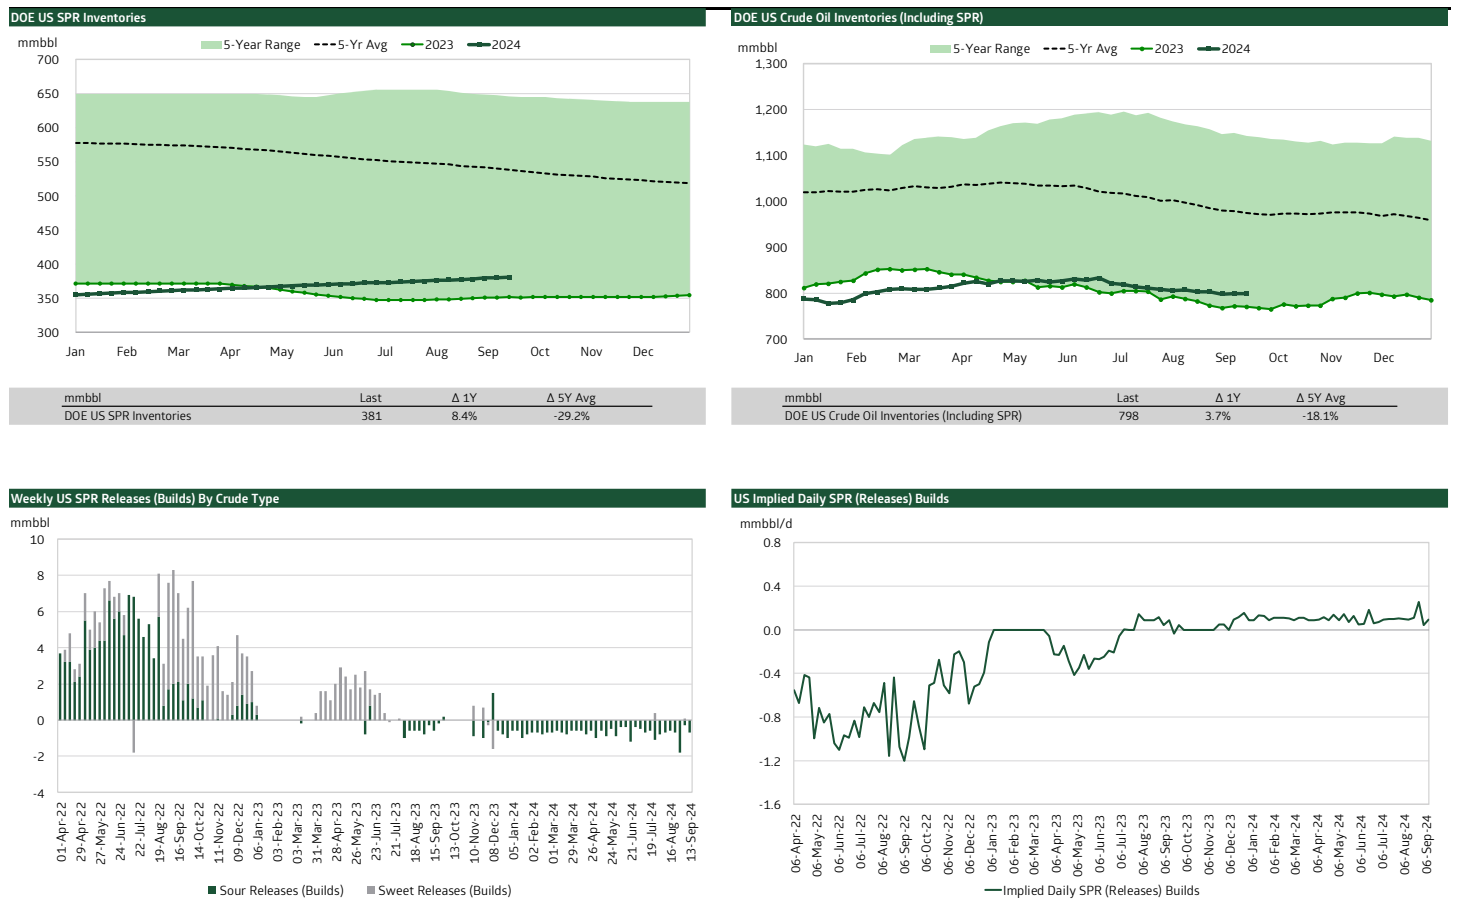 DOE US SPR Inventories
mmbbl
5-Year Range 5-Yr Avg 2023 2024
700
650
600
550
500
450
400
350
300
Jan Feb Mar Apr May Jun Jul Aug Sep Oct Nov Dec
mmbbl Last Δ 1Y Δ 5Y Avg
DOE US SPR Inventories 381 8.4% -29.2%
DOE US Crude Oil Inventories (Including SPR)
mmbbl
5-Year Range 5-Yr Avg 2023 2024
1,300
1,200
1,100
1,000
900
800
700
Jan Feb Mar Apr May Jun Jul Aug Sep Oct Nov Dec
mmbbl Last Δ 1Y Δ 5Y Avg
DOE US Crude Oil Inventories (Including SPR) 798 3.7% -18.1%
Weekly US SPR Releases (Builds) By Crude Type
mmbbl
10
8
6
4
2
0
-2
-4
01-Apr-22 29-Apr-22 27-May-22 24-Jun-22 22-Jul-22 19-Aug-22 16-Sep-22 14-Oct-22 11-Nov-22 09-Dec-22 06-Jan-23 03-Feb-23 03-Mar-23 31-Mar-23 28-Apr-23 26-May-23 23-Jun-23 21-Jul-23 18-Aug-23 15-Sep-23 13-Oct-23 10-Nov-23 08-Dec-23 05-Jan-24 02-Feb-24 01-Mar-24 29-Mar-24 26-Apr-24 24-May-24 21-Jun-24 19-Jul-24 16-Aug-24 13-Sep-24
Sour Releases (Builds) Sweet Releases (Builds)
US Implied Daily SPR (Releases) Builds
mmbbl/d
0.8
0.4
0.0
-0.4
-0.8
-1.2
-1.6
06-Apr-22 06-May-22 06-Jun-22 06-Jul-22 06-Aug-22 06-Sep-22 06-Oct-22 06-Nov-22 06-Dec-22 06-Jan-23 06-Feb-23 06-Mar-23 06-Apr-23 06-May-23 06-Jun-23 06-Jul-23 06-Aug-23 06-Sep-23 06-Oct-23 06-Nov-23 06-Dec-23 06-Jan-24 06-Feb-24 06-Mar-24 06-Apr-24 06-May-24 06-Jun-24 06-Jul-24 06-Aug-24 06-Sep-24
Implied Daily SPR (Releases) Builds